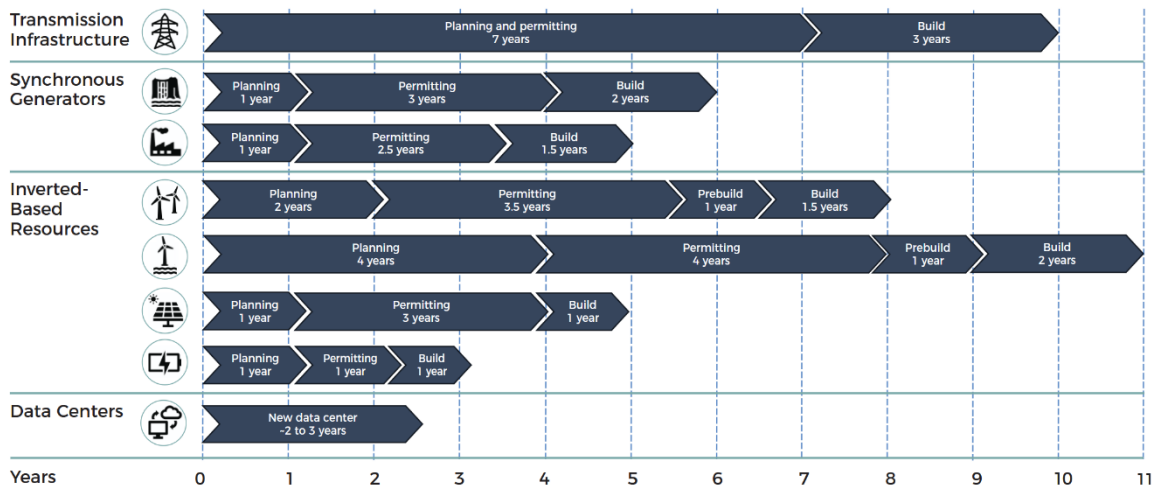 Transmission
Infrastructure
Planning and permitting
7 years
Build
3 years
Synchronous
Generators
Planning
1 year
Permitting
3 years
Build
2 years
Planning
1 year
Permitting
2.5 years
Build
1.5 years
Inverted-
Based
Resources
Planning
2 years
Permitting
3.5 years
Prebuild
1 year
Build
1.5 years
Planning
4 years
Permitting
4 years
Prebuild
1 year
Build
2 years
Planning
1 year
Permitting
3 years
Build
1 year
Planning
1 year
Permitting
1 year
Build
1 year
Data Centers
New data center
~2 to 3 years
Years 0 1 2 3 4 5 6 7 8 9 10 11